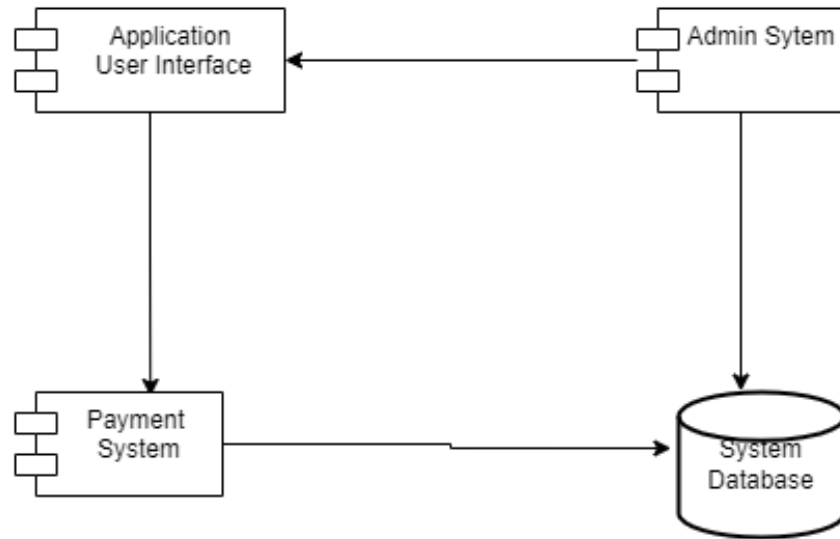 Application
User Interface
Admin Sytem
Payment
System
System
Database